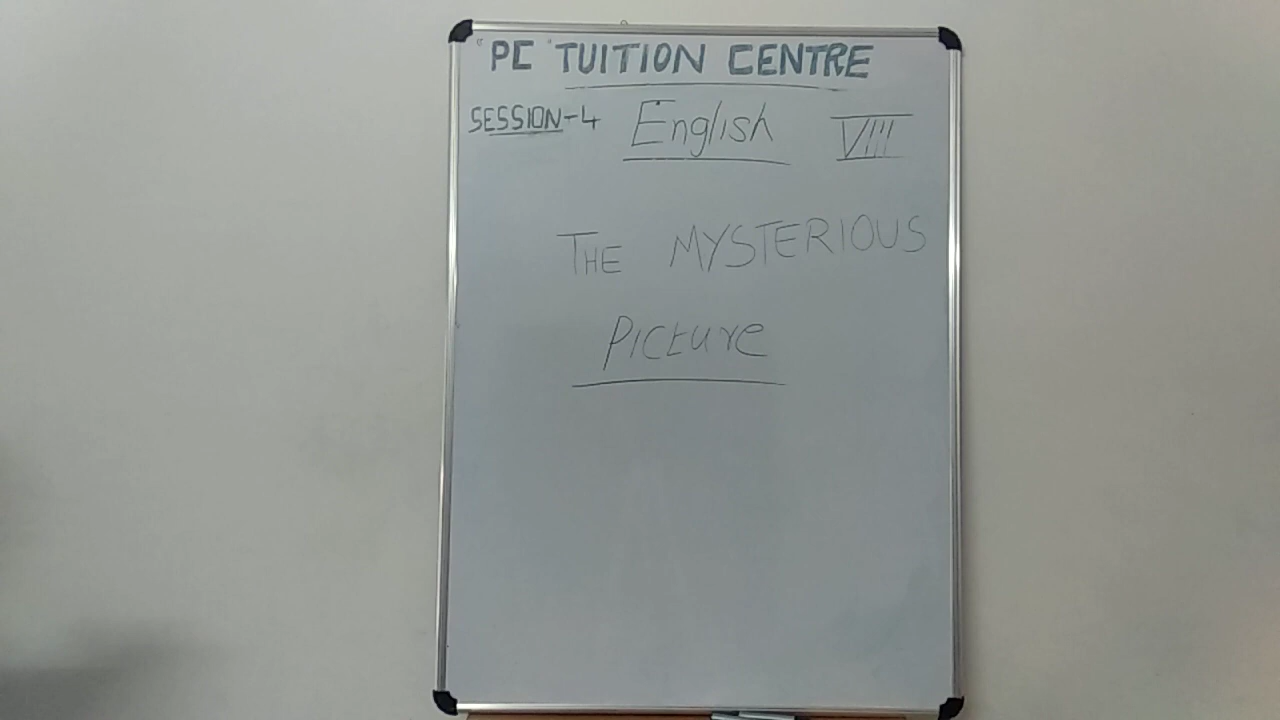 "PC" TUITION CENTRE
SESSION-4 English VIII
THE MYSTERIOUS
Picture